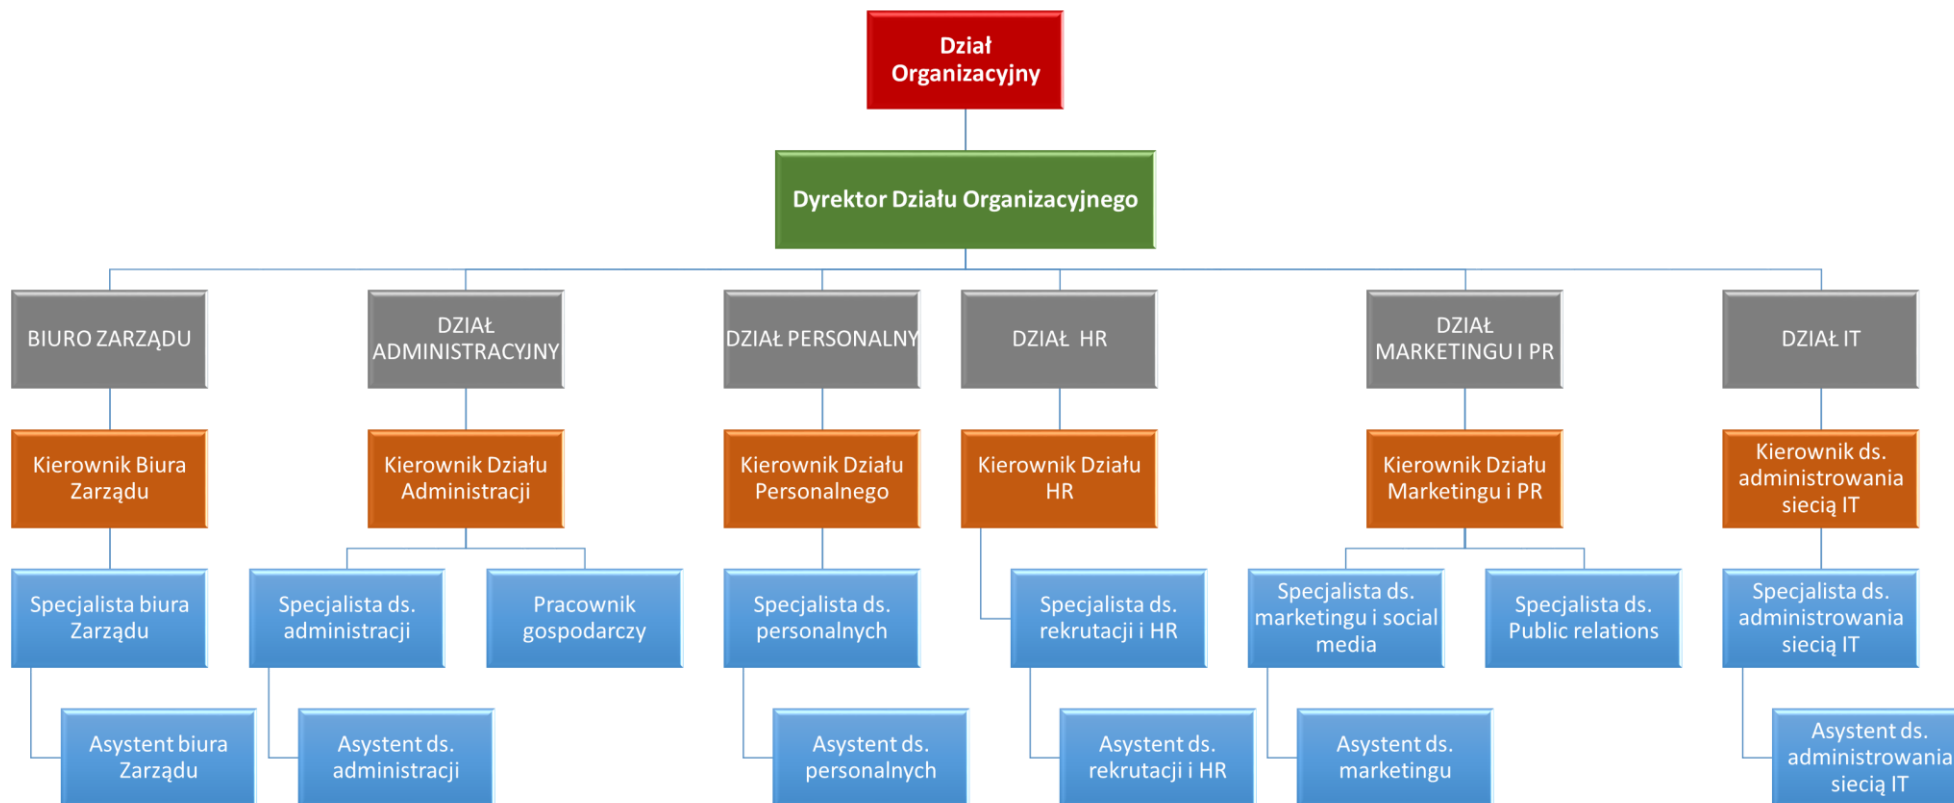 Dział
Organizacyjny
Dyrektor Działu Organizacyjnego
BIURO ZARZĄDU
DZIAŁ
ADMINISTRACYJNY
DZIAŁ PERSONALNY
DZIAŁ HR
DZIAŁ
MARKETINGU I PR
DZIAŁ IT
Kierownik Biura
Zarządu
Kierownik Działu
Administracji
Kierownik Działu
Personalnego
Kierownik Działu
HR
Kierownik Działu
Marketingu i PR
Kierownik ds.
administrowania
siecią IT
Specjalista biura
Zarządu
Specjalista ds.
administracji
Pracownik
gospodarczy
Specjalista ds.
personalnych
Specjalista ds.
rekrutacji i HR
Specjalista ds.
marketingu i social
media
Specjalista ds.
Public relations
Specjalista ds.
administrowania
siecią IT
Asystent biura
Zarządu
Asystent ds.
administracji
Asystent ds.
personalnych
Asystent ds.
rekrutacji i HR
Asystent ds.
marketingu
Asystent ds.
administrowania
siecią IT